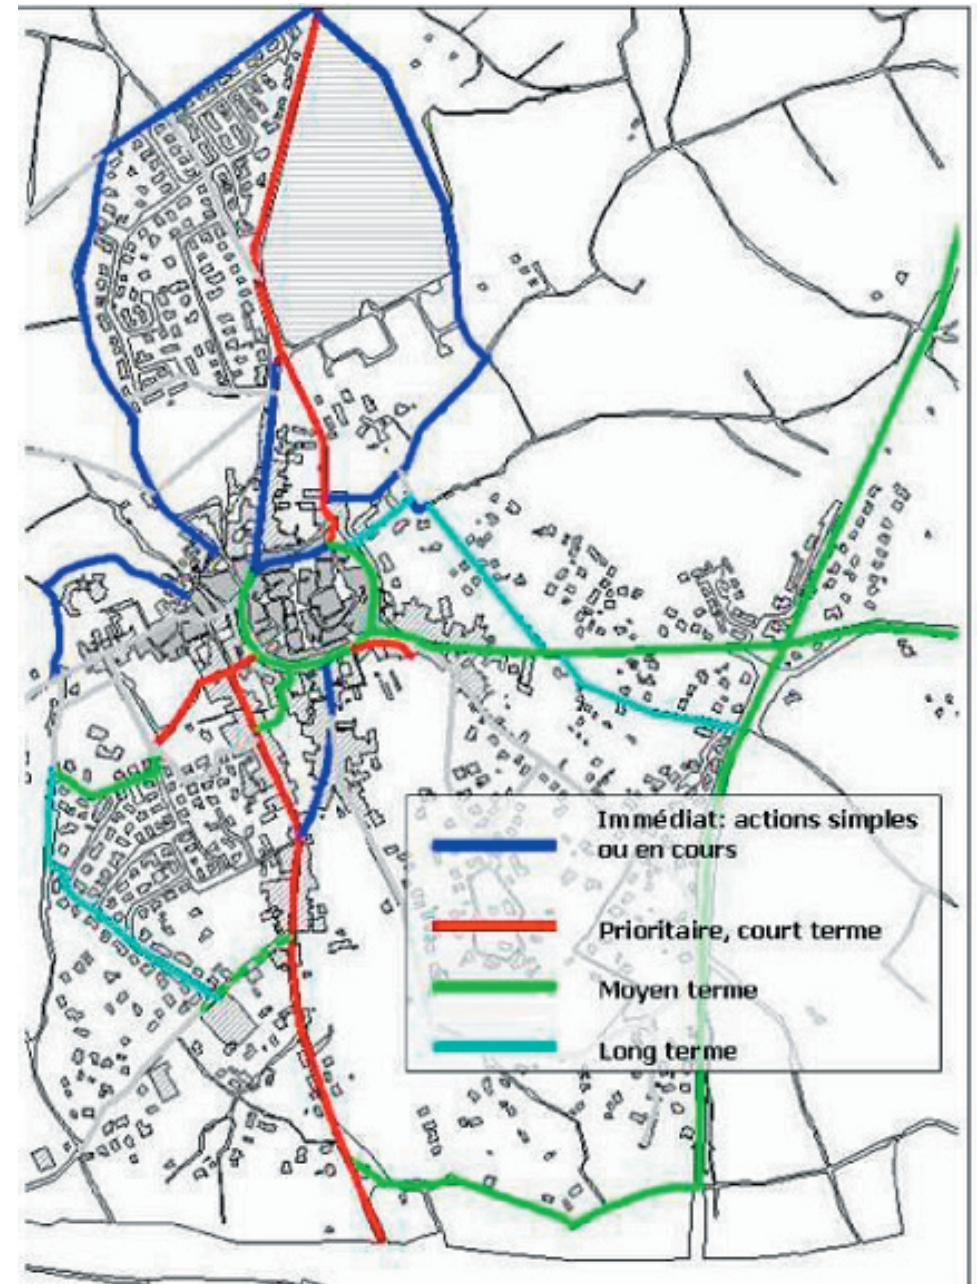 Immédiat: actions simples
ou en cours
Prioritaire, court terme
Moyen terme
Long terme